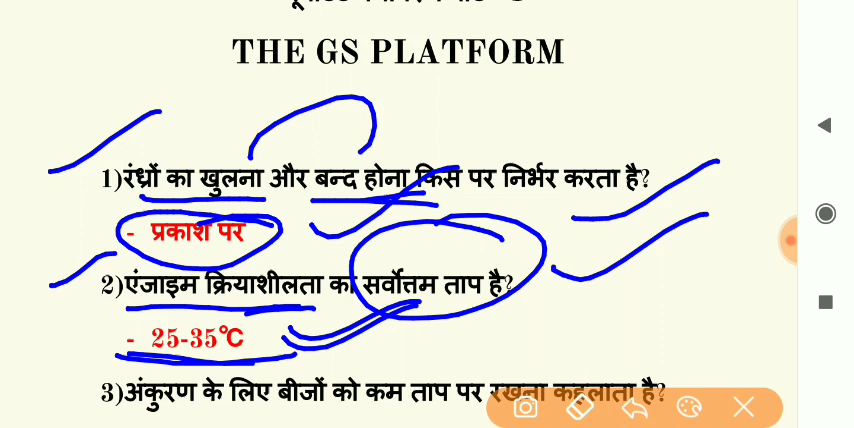 THE GS PLATFORM
1)रंध्रों का खुलना और बन्द होना किस पर निर्भर करता है?
- प्रकाश पर
2)एंजाइम क्रियाशीलता का सर्वोत्तम ताप है?
- 25-35℃
3)अंकुरण के लिए बीजों को कम ताप पर रखना कहलाता है?